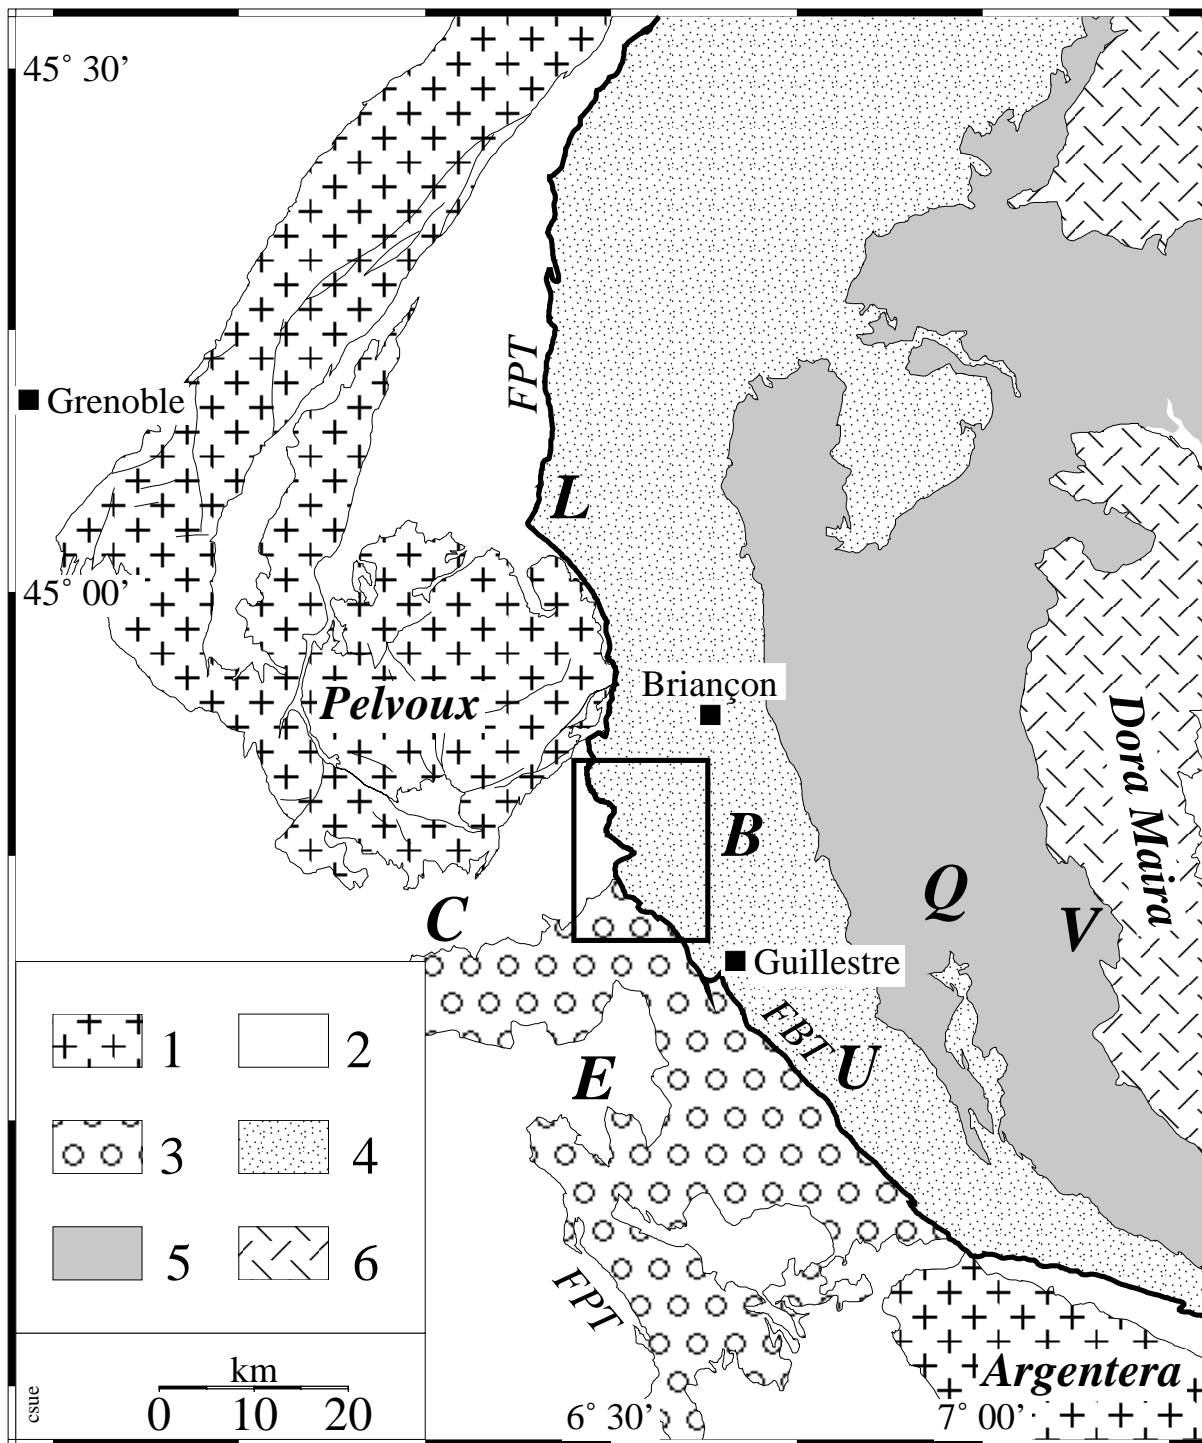 45° 30’
FPT
Grenoble
L
45° 00’
Briançon
Pelvoux
Dora Maira
B
Q
C
V
Guillestre
FBT
U
E
1
2
3
4
5
6
FPT
Argentera
km
0 10 20
csue
6° 30’
7° 00’